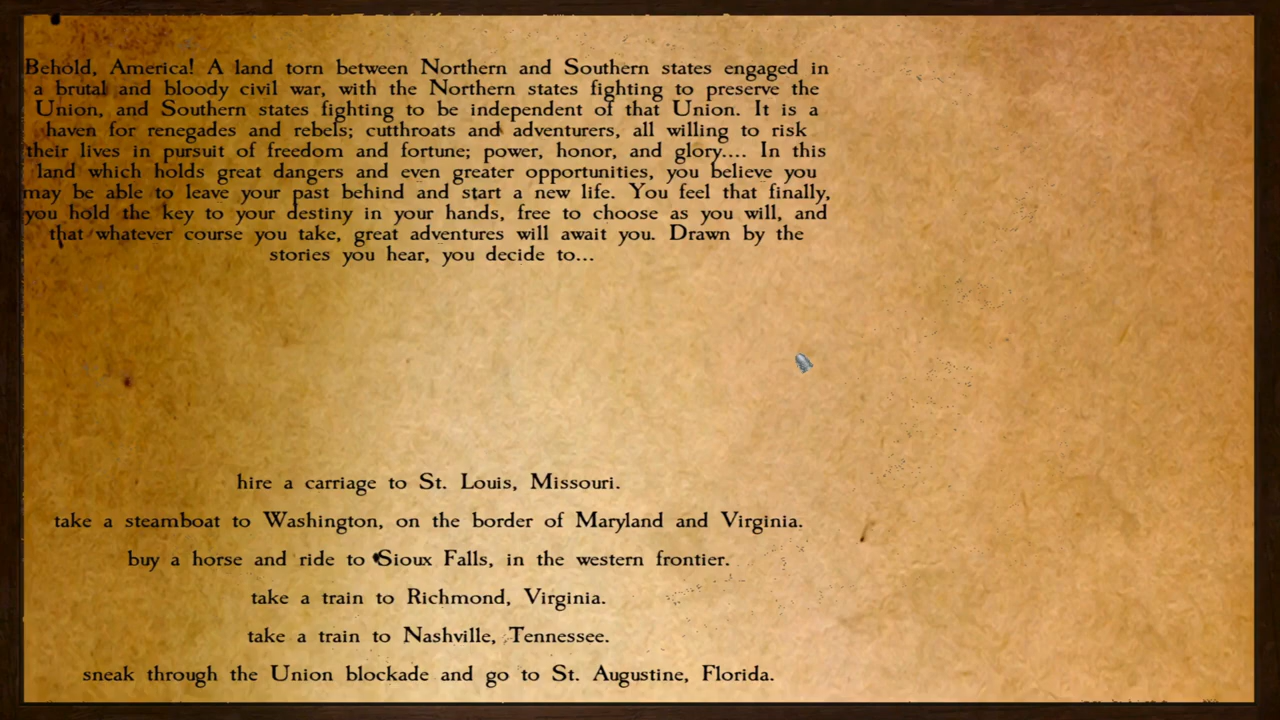 Behold, America! A land torn between Northern and Southern states engaged in
a brutal and bloody civil war, with the Northern states fighting to preserve the
Union, and Southern states fighting to be independent of that Union. It is a
haven for renegades and rebels; cutthroats and adventurers, all willing to risk
their lives in pursuit of freedom and fortune; power, honor, and glory.... In this
land which holds great dangers and even greater opportunities, you believe you
may be able to leave your past behind and start a new life. You feel that finally,
you hold the key to your destiny in your hands, free to choose as you will, and
that whatever course you take, great adventures will await you. Drawn by the
stories you hear, you decide to...
hire a carriage to St. Louis, Missouri.
take a steamboat to Washington, on the border of Maryland and Virginia.
buy a horse and ride to Sioux Falls, in the western frontier.
take a train to Richmond, Virginia.
take a train to Nashville, Tennessee.
sneak through the Union blockade and go to St. Augustine, Florida.